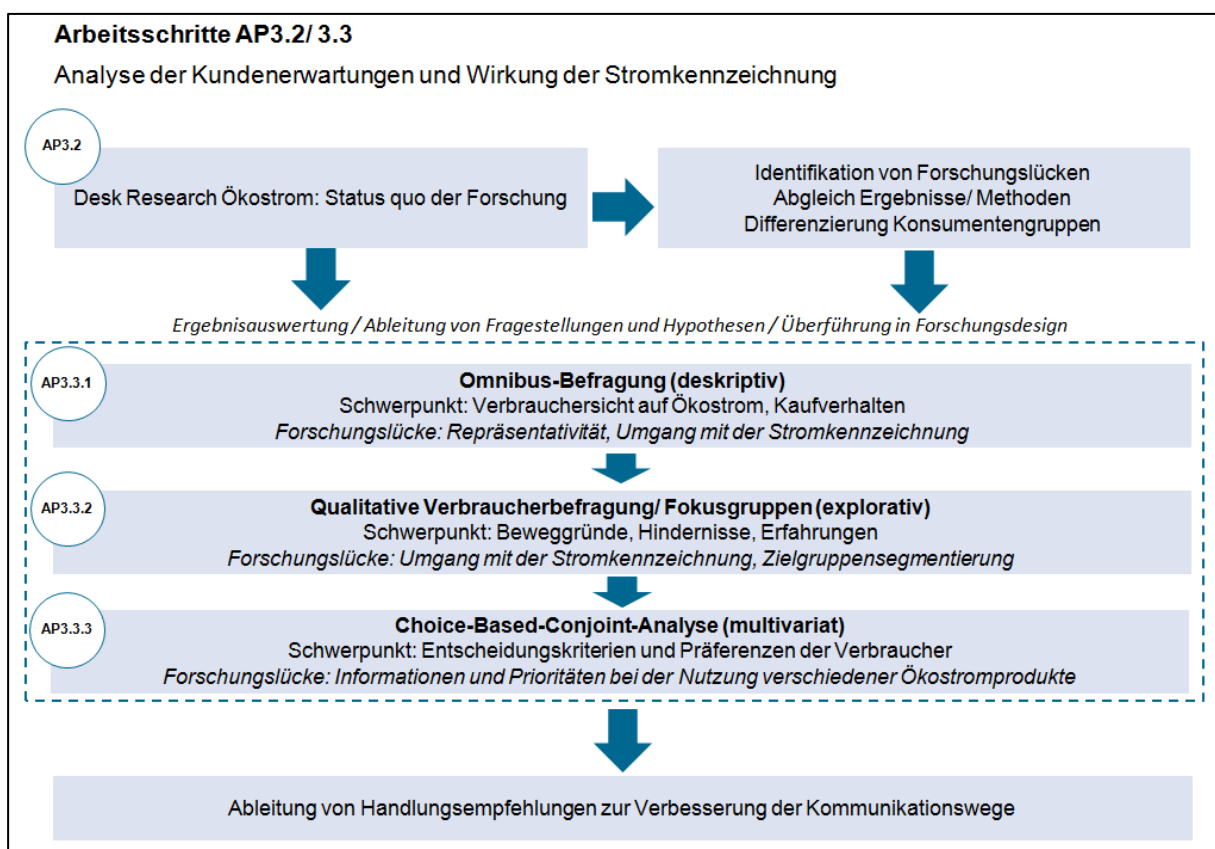 Arbeitsschritte AP3.2/ 3.3
Analyse der Kundenerwartungen und Wirkung der Stromkennzeichnung
AP3.2
Desk Research Ökostrom: Status quo der Forschung
Identifikation von Forschungslücken
Abgleich Ergebnisse/ Methoden
Differenzierung Konsumentengruppen
Ergebnisauswertung / Ableitung von Fragestellungen und Hypothesen / Überführung in Forschungsdesign
AP3.3.1
Omnibus-Befragung (deskriptiv)
Schwerpunkt: Verbrauchersicht auf Ökostrom, Kaufverhalten
Forschungslücke: Repräsentativität, Umgang mit der Stromkennzeichnung
AP3.3.2
Qualitative Verbraucherbefragung/ Fokusgruppen (explorativ)
Schwerpunkt: Beweggründe, Hindernisse, Erfahrungen
Forschungslücke: Umgang mit der Stromkennzeichnung, Zielgruppensegmentierung
AP3.3.3
Choice-Based-Conjoint-Analyse (multivariat)
Schwerpunkt: Entscheidungskriterien und Präferenzen der Verbraucher
Forschungslücke: Informationen und Prioritäten bei der Nutzung verschiedener Ökostromprodukte
Ableitung von Handlungsempfehlungen zur Verbesserung der Kommunikationswege